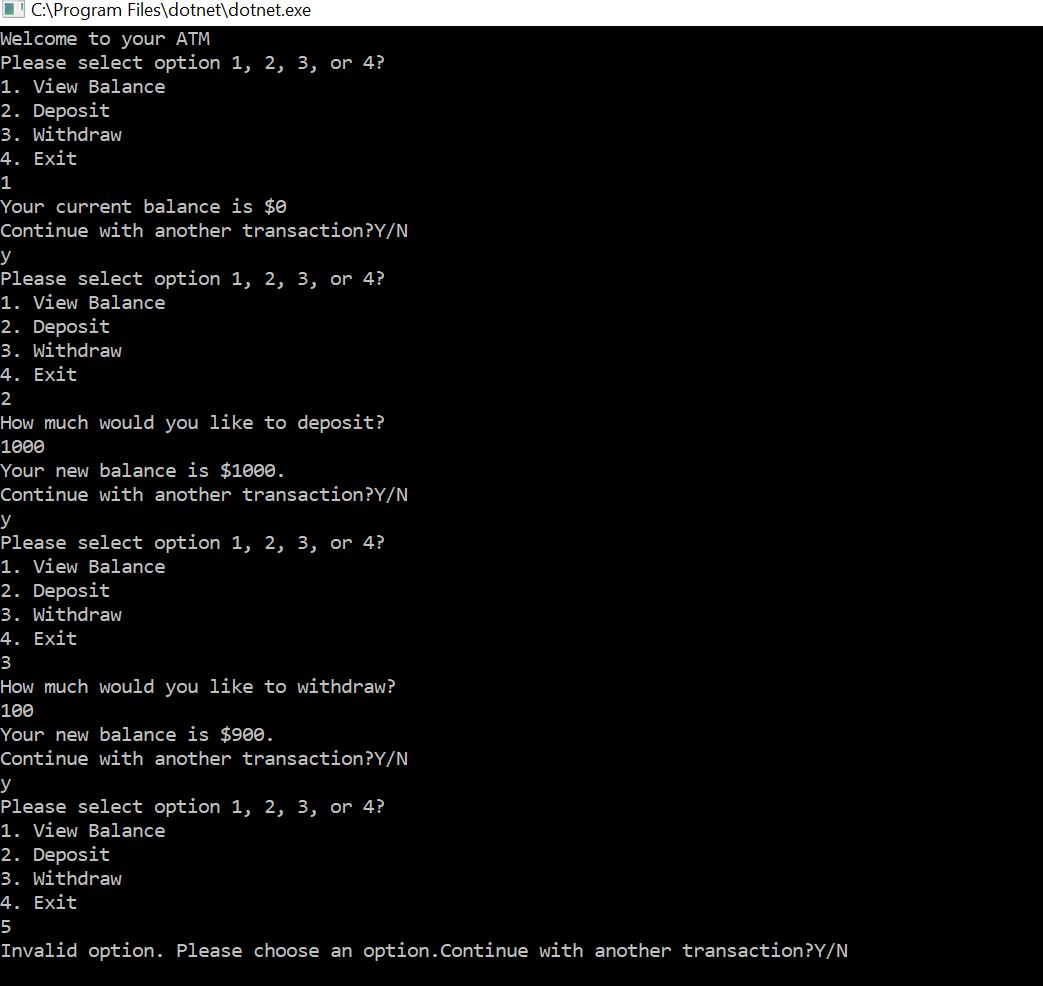 C:\Program Files\dotnet\dotnet.exe
Welcome to your ATM
Please select option 1, 2, 3, or 4?
1. View Balance
2. Deposit
3. Withdraw
4. Exit
1
Your current balance is $0
Continue with another transaction?Y/N
y
Please select option 1, 2, 3, or 4?
1. View Balance
2. Deposit
3. Withdraw
4. Exit
2
How much would you like to deposit?
1000
Your new balance is $1000.
Continue with another transaction?Y/N
y
Please select option 1, 2, 3, or 4?
1. View Balance
2. Deposit
3. Withdraw
4. Exit
3
How much would you like to withdraw?
100
Your new balance is $900.
Continue with another transaction?Y/N
y
Please select option 1, 2, 3, or 4?
1. View Balance
2. Deposit
3. Withdraw
4. Exit
5
Invalid option. Please choose an option.Continue with another transaction?Y/N